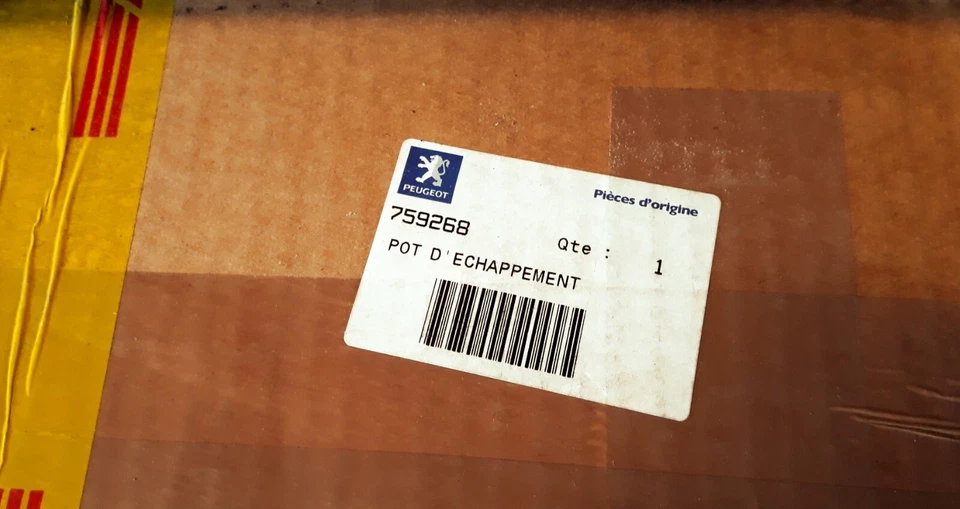 PEUGEOT
Pièces d'origine
759268
Qte : 1
POT D'ECHAPPEMENT